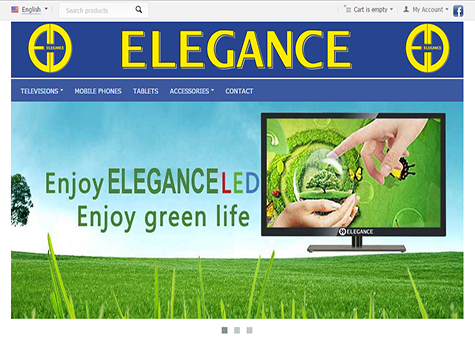 English Search products Cart is empty My Account f
ELEGANCE ELEGANCE ELEGANCE
TELEVISIONS MOBILE PHONES TABLETS ACCESSORIES CONTACT
Enjoy ELEGANCE LED
Enjoy green life
ELEGANCE